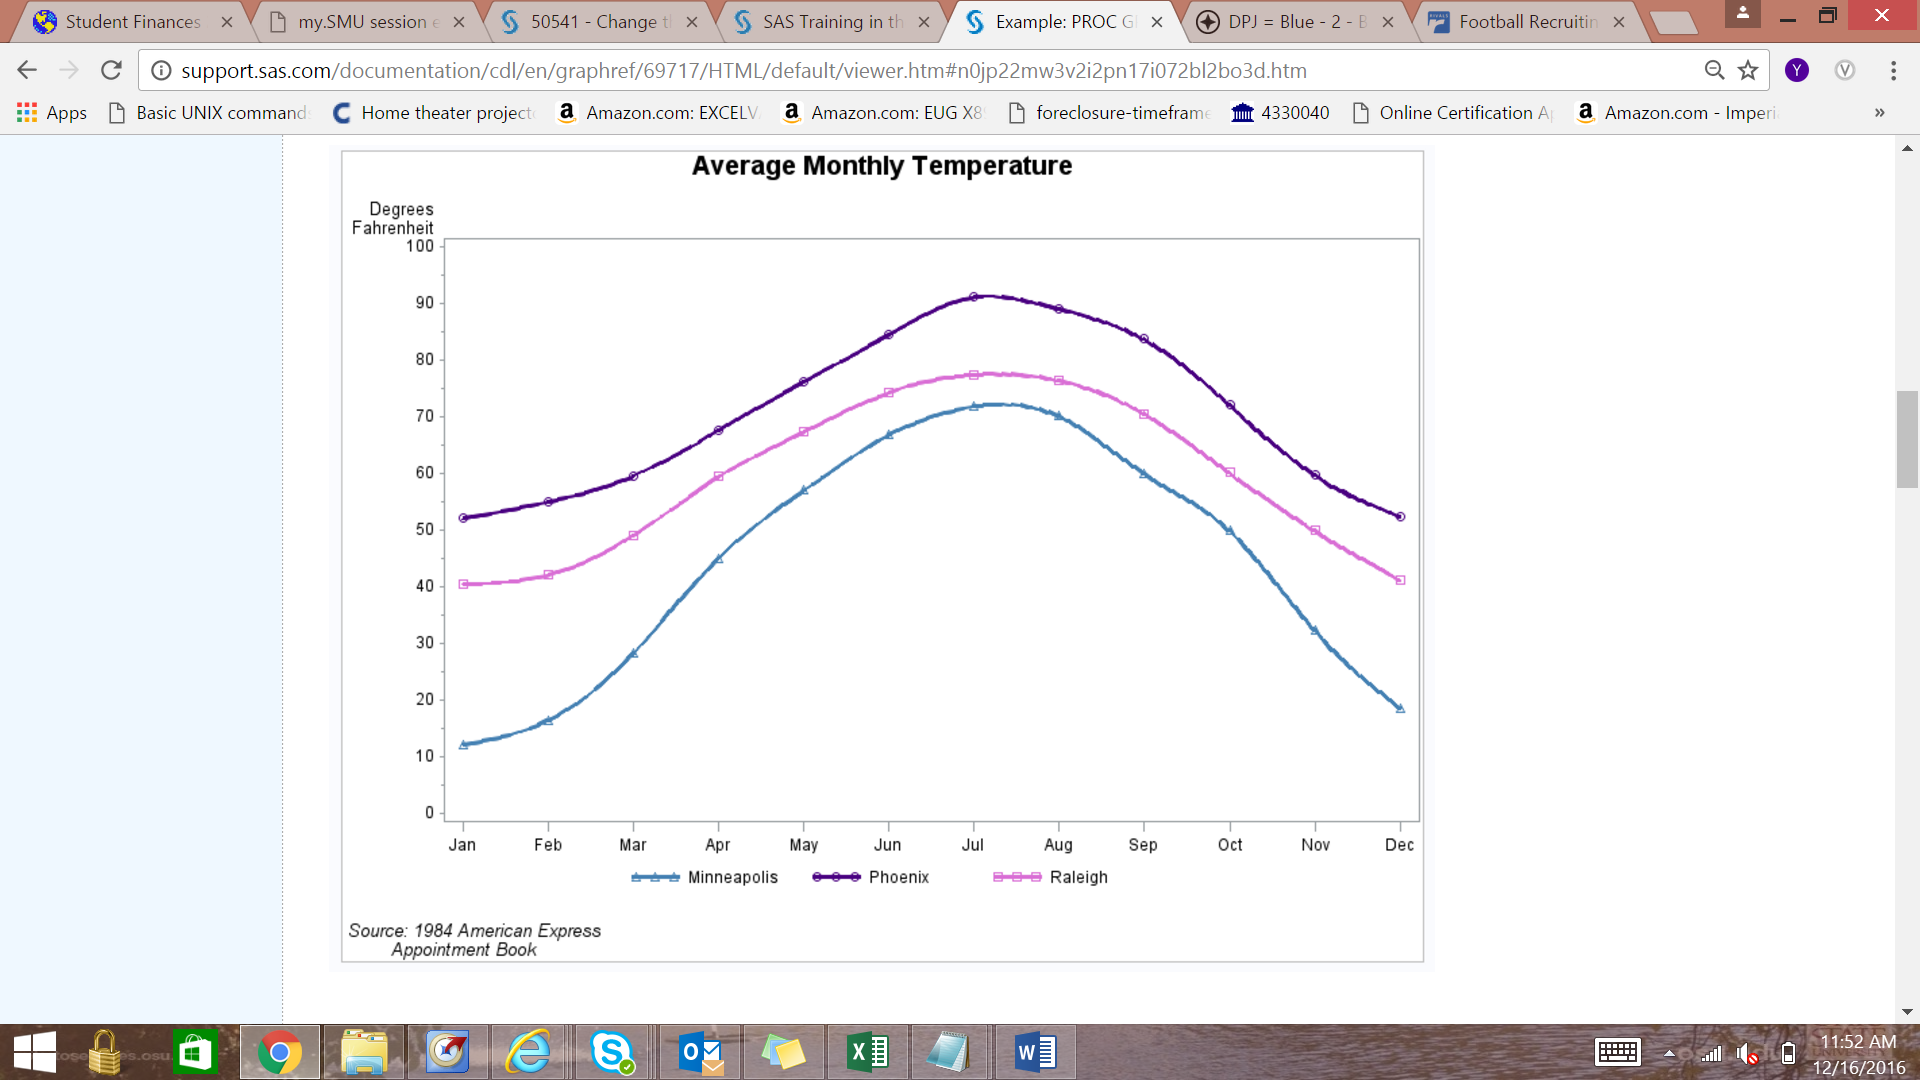 Student Finances
my.SMU session e
50541 - Change ti
SAS Training in th
Example: PROC G
DPJ = Blue - 2 - B
Football Recruitin
support.sas.com/documentation/cdl/en/graphref/69717/HTML/default/viewer.htm#n0jp22mw3v2i2pn17i072bl2bo3d.htm
Y
V
Apps
Basic UNIX command
Home theater project
Amazon.com: EXCELV
Amazon.com: EUG X8
foreclosure-timeframe
4330040
Online Certification A
Amazon.com - Imperi
»
Average Monthly Temperature
Degrees
Fahrenheit
100
90
80
70
60
50
40
30
20
10
0
Jan Feb Mar Apr May Jun Jul Aug Sep Oct Nov Dec
Minneapolis Phoenix Raleigh
Source: 1984 American Express
Appointment Book
11:52 AM
12/16/2016